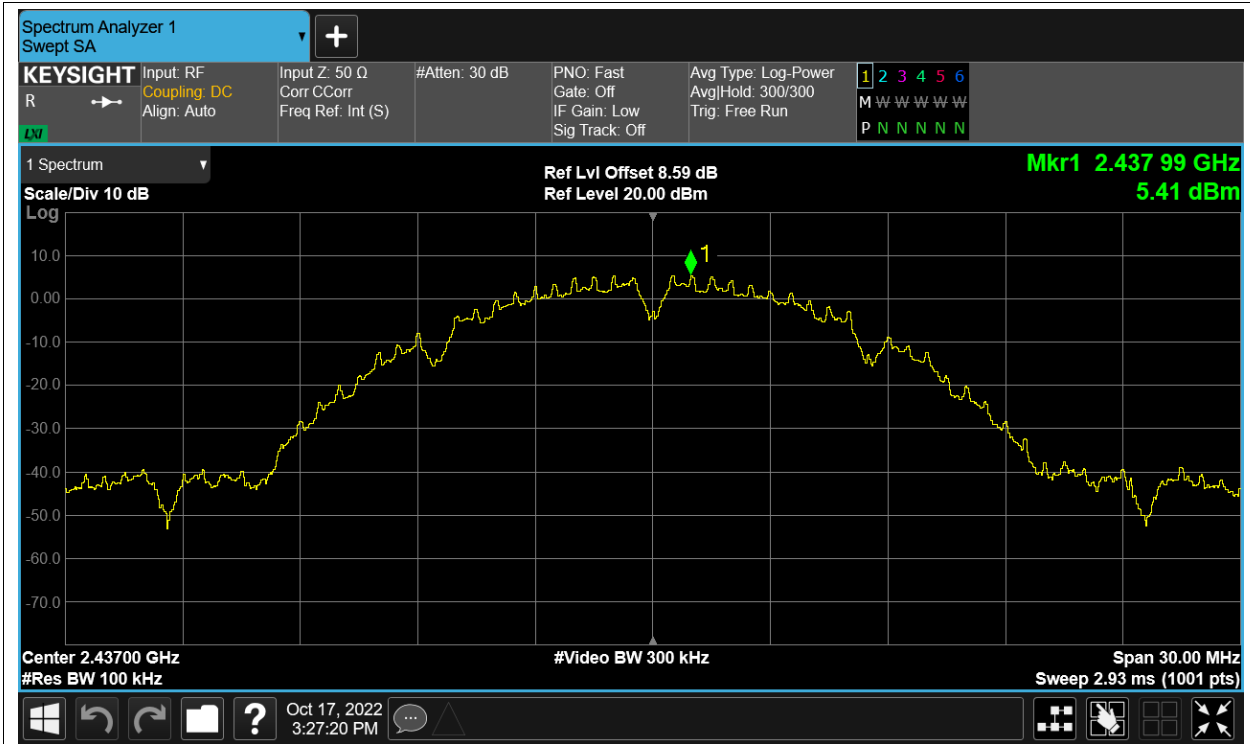 Spectrum Analyzer 1
Swept SA
+
KEYSIGHT
R
LXI
Input: RF
Coupling: DC
Align: Auto
Input Z: 50 Ω
Corr CCorr
Freq Ref: Int (S)
#Atten: 30 dB
PNO: Fast
Gate: Off
IF Gain: Low
Sig Track: Off
Avg Type: Log-Power
Avg|Hold: 300/300
Trig: Free Run
1 2 3 4 5 6
M W W W W W
P N N N N N
1 Spectrum
Scale/Div 10 dB
Log
Ref Lvl Offset 8.59 dB
Ref Level 20.00 dBm
Mkr1 2.437 99 GHz
5.41 dBm
1
10.0
0.00
-10.0
-20.0
-30.0
-40.0
-50.0
-60.0
-70.0
Center 2.43700 GHz
#Res BW 100 kHz
#Video BW 300 kHz
Span 30.00 MHz
Sweep 2.93 ms (1001 pts)
?
Oct 17, 2022
3:27:20 PM